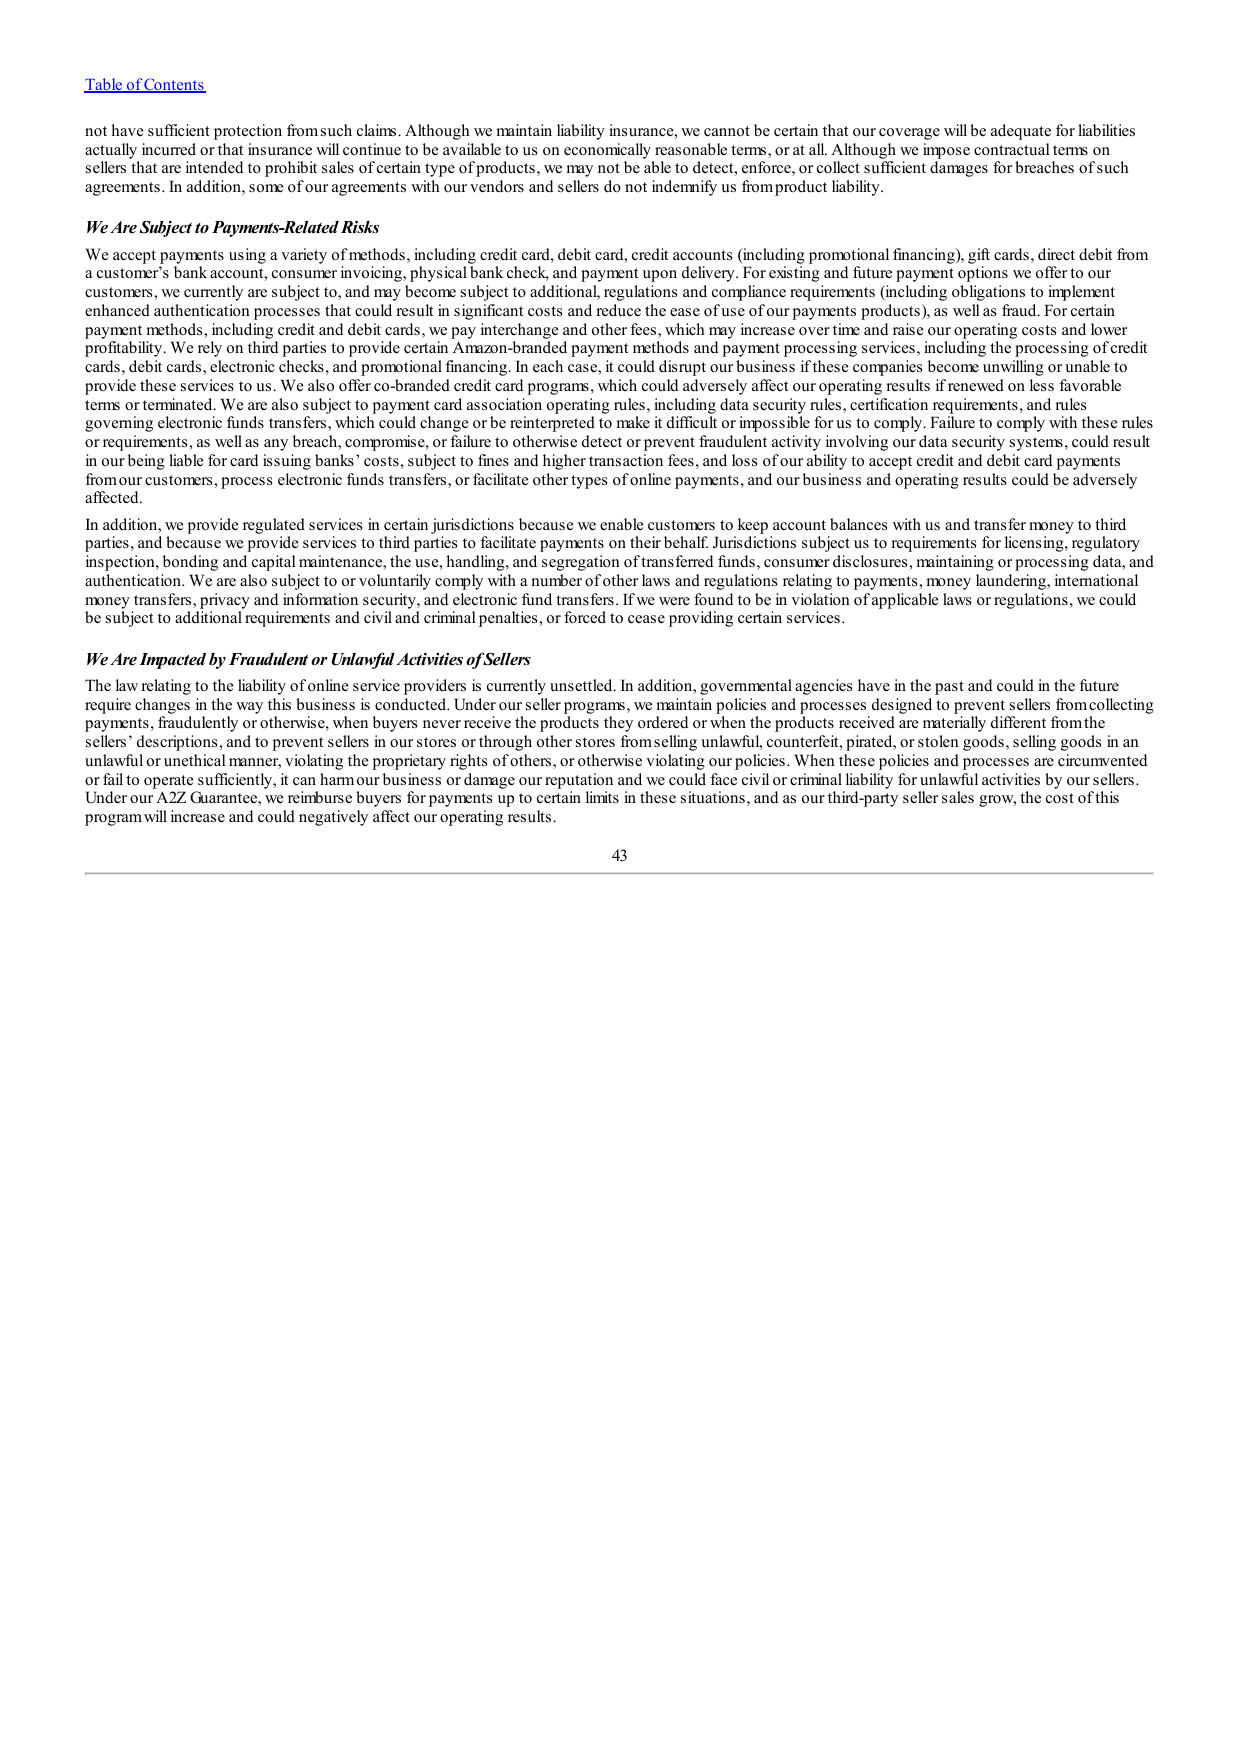 Table of Contents
not have sufficient protection from such claims. Although we maintain liability insurance, we cannot be certain that our coverage will be adequate for liabilities
actually incurred or that insurance will continue to be available to us on economically reasonable terms, or at all. Although we impose contractual terms on
sellers that are intended to prohibit sales of certain type of products, we may not be able to detect, enforce, or collect sufficient damages for breaches of such
agreements. In addition, some of our agreements with our vendors and sellers do not indemnify us from product liability.
We Are Subject to Payments-Related Risks
We accept payments using a variety of methods, including credit card, debit card, credit accounts (including promotional financing), gift cards, direct debit from
a customer’s bank account, consumer invoicing, physical bank check, and payment upon delivery. For existing and future payment options we offer to our
customers, we currently are subject to, and may become subject to additional, regulations and compliance requirements (including obligations to implement
enhanced authentication processes that could result in significant costs and reduce the ease of use of our payments products), as well as fraud. For certain
payment methods, including credit and debit cards, we pay interchange and other fees, which may increase over time and raise our operating costs and lower
profitability. We rely on third parties to provide certain Amazon-branded payment methods and payment processing services, including the processing of credit
cards, debit cards, electronic checks, and promotional financing. In each case, it could disrupt our business if these companies become unwilling or unable to
provide these services to us. We also offer co-branded credit card programs, which could adversely affect our operating results if renewed on less favorable
terms or terminated. We are also subject to payment card association operating rules, including data security rules, certification requirements, and rules
governing electronic funds transfers, which could change or be reinterpreted to make it difficult or impossible for us to comply. Failure to comply with these rules
or requirements, as well as any breach, compromise, or failure to otherwise detect or prevent fraudulent activity involving our data security systems, could result
in our being liable for card issuing banks’ costs, subject to fines and higher transaction fees, and loss of our ability to accept credit and debit card payments
from our customers, process electronic funds transfers, or facilitate other types of online payments, and our business and operating results could be adversely
affected.
In addition, we provide regulated services in certain jurisdictions because we enable customers to keep account balances with us and transfer money to third
parties, and because we provide services to third parties to facilitate payments on their behalf. Jurisdictions subject us to requirements for licensing, regulatory
inspection, bonding and capital maintenance, the use, handling, and segregation of transferred funds, consumer disclosures, maintaining or processing data, and
authentication. We are also subject to or voluntarily comply with a number of other laws and regulations relating to payments, money laundering, international
money transfers, privacy and information security, and electronic fund transfers. If we were found to be in violation of applicable laws or regulations, we could
be subject to additional requirements and civil and criminal penalties, or forced to cease providing certain services.
We Are Impacted by Fraudulent or Unlawful Activities of Sellers
The law relating to the liability of online service providers is currently unsettled. In addition, governmental agencies have in the past and could in the future
require changes in the way this business is conducted. Under our seller programs, we maintain policies and processes designed to prevent sellers from collecting
payments, fraudulently or otherwise, when buyers never receive the products they ordered or when the products received are materially different from the
sellers’ descriptions, and to prevent sellers in our stores or through other stores from selling unlawful, counterfeit, pirated, or stolen goods, selling goods in an
unlawful or unethical manner, violating the proprietary rights of others, or otherwise violating our policies. When these policies and processes are circumvented
or fail to operate sufficiently, it can harm our business or damage our reputation and we could face civil or criminal liability for unlawful activities by our sellers.
Under our A2Z Guarantee, we reimburse buyers for payments up to certain limits in these situations, and as our third-party seller sales grow, the cost of this
program will increase and could negatively affect our operating results.
43